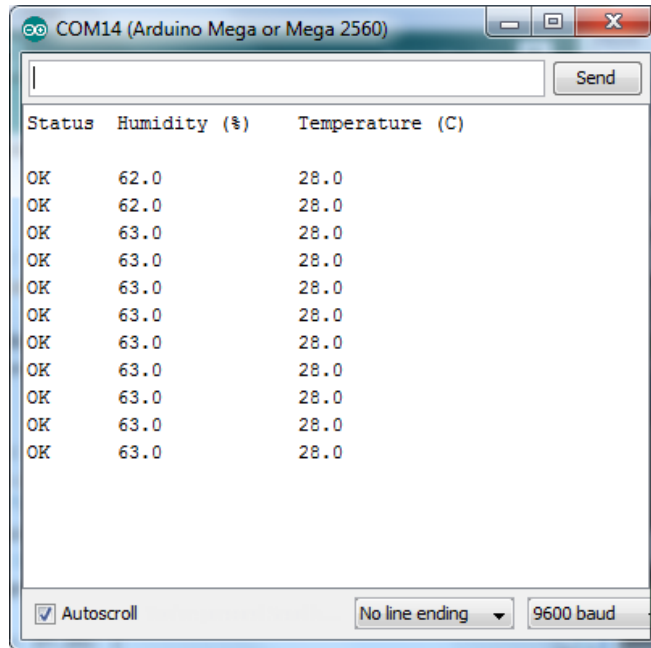 COM14 (Arduino Mega or Mega 2560)
Send
Status Humidity (%) Temperature (C)
OK 62.0 28.0
OK 62.0 28.0
OK 63.0 28.0
OK 63.0 28.0
OK 63.0 28.0
OK 63.0 28.0
OK 63.0 28.0
OK 63.0 28.0
OK 63.0 28.0
OK 63.0 28.0
OK 63.0 28.0
Autoscroll No line ending 9600 baud